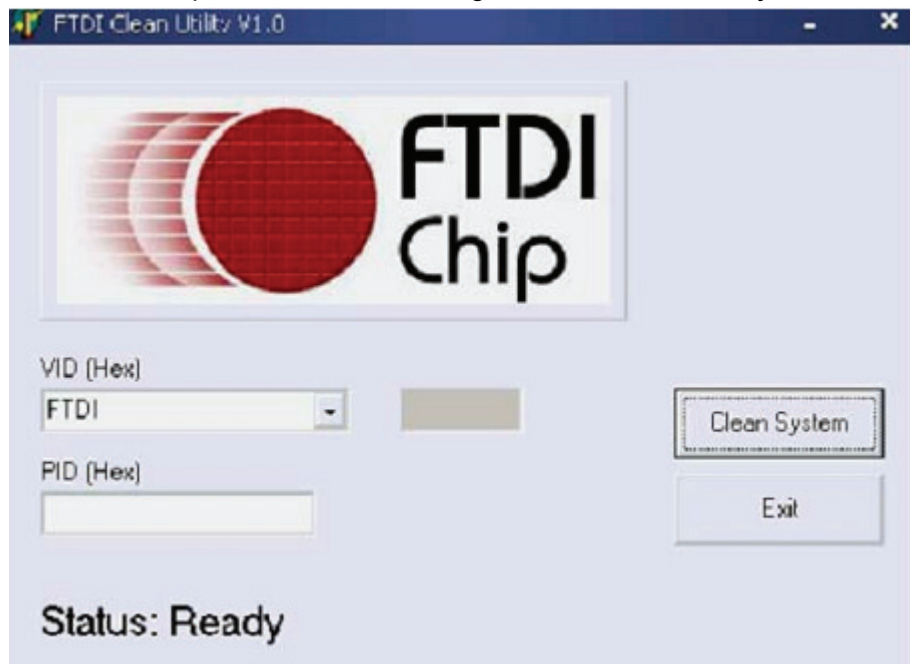 FTDI Clean Utility V1.0
FTDI
Chip
VID (Hex)
FTDI
Clean System
PID (Hex)
Exit
Status: Ready